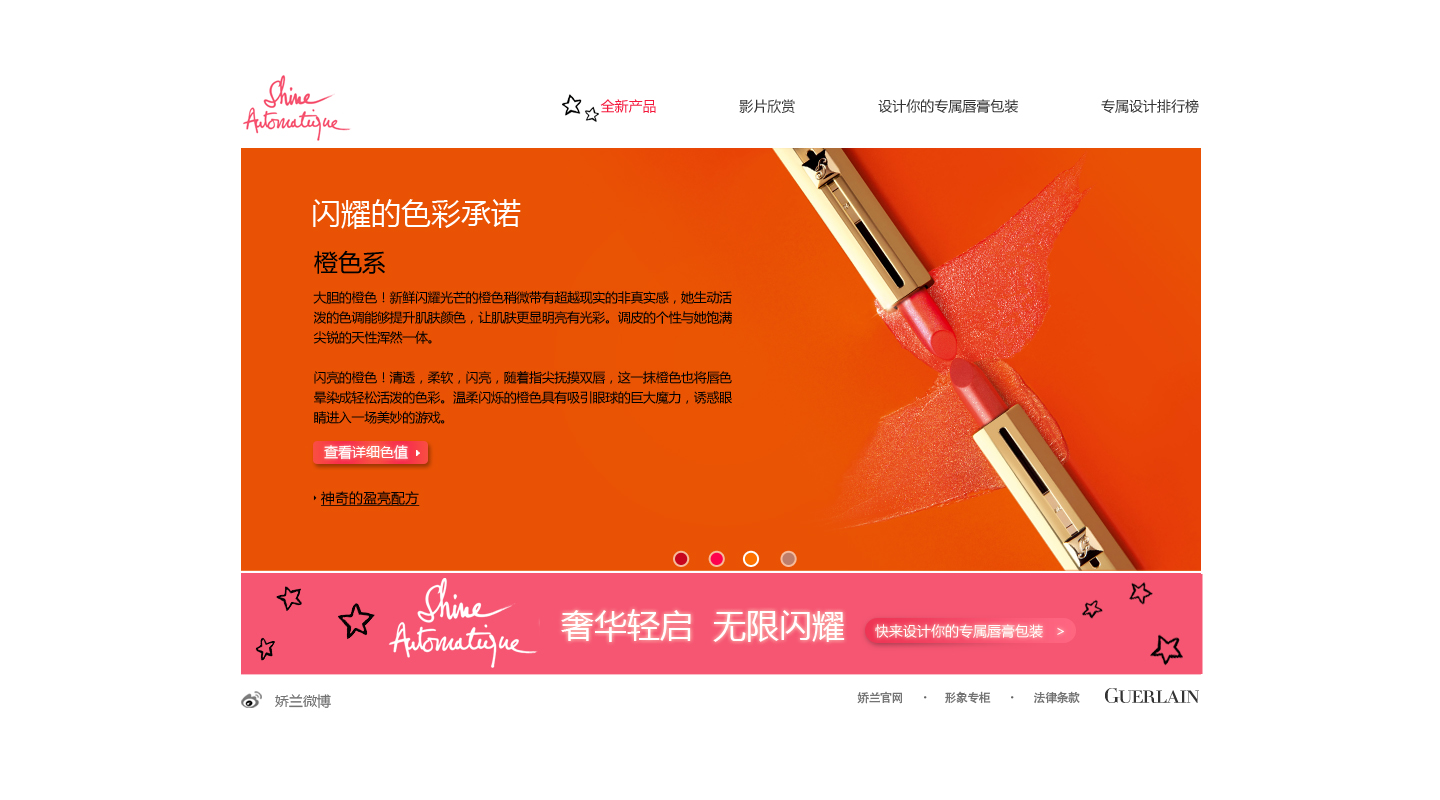 Shine
Automatique
全新产品
影片欣赏
设计你的专属唇膏包装
专属设计排行榜
闪耀的色彩承诺
橙色系
大胆的橙色！新鲜闪耀光芒的橙色稍微带有超越现实的非真实感，她生动活
泼的色调能够提升肌肤颜色，让肌肤更显明亮有光彩。调皮的个性与她饱满
尖锐的天性浑然一体。
闪亮的橙色！清透，柔软，闪亮，随着指尖抚摸双唇，这一抹橙色也将唇色
晕染成轻松活泼的色彩。温柔闪烁的橙色具有吸引眼球的巨大魔力，诱惑眼
睛进入一场美妙的游戏。
查看详细色值
神奇的盈亮配方
Shine
Automatique
奢华轻启 无限闪耀
快来设计你的专属唇膏包装 >
娇兰微博
娇兰官网 · 形象专柜 · 法律条款
GUERLAIN